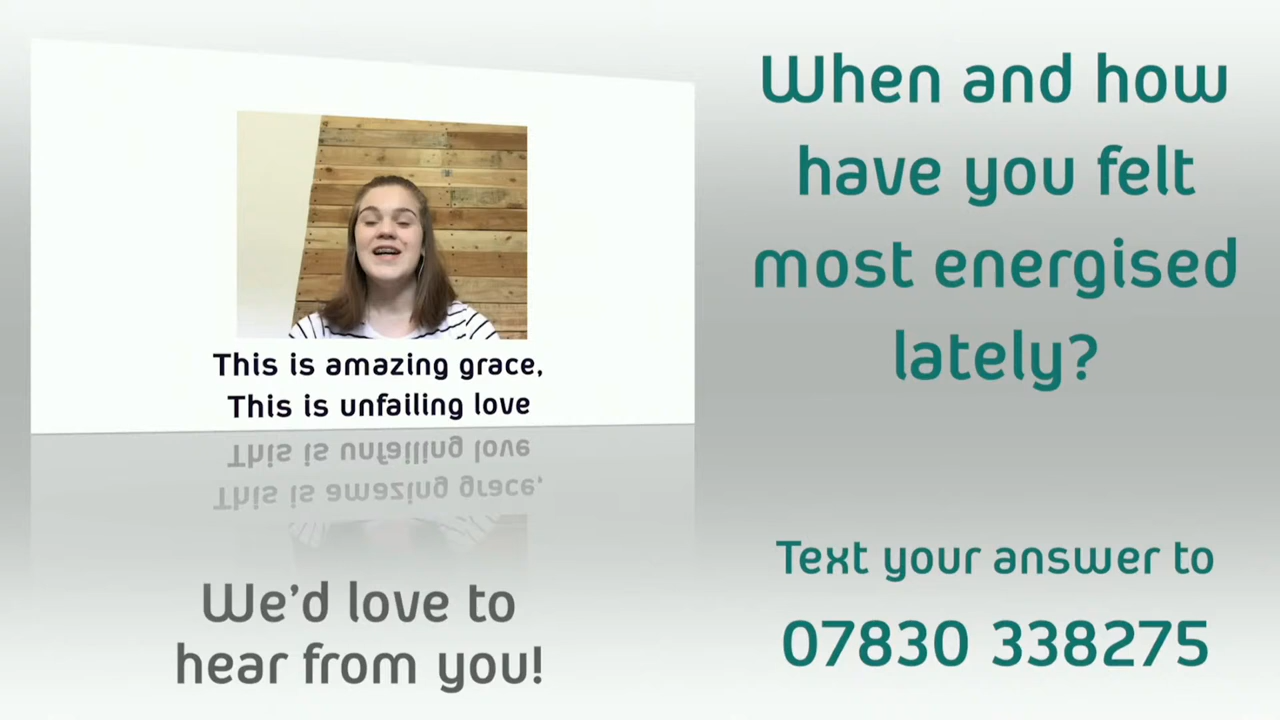 This is amazing grace,
This is unfailing love
We'd love to
hear from you!
When and how
have you felt
most energised
lately?
Text your answer to
07830 338275